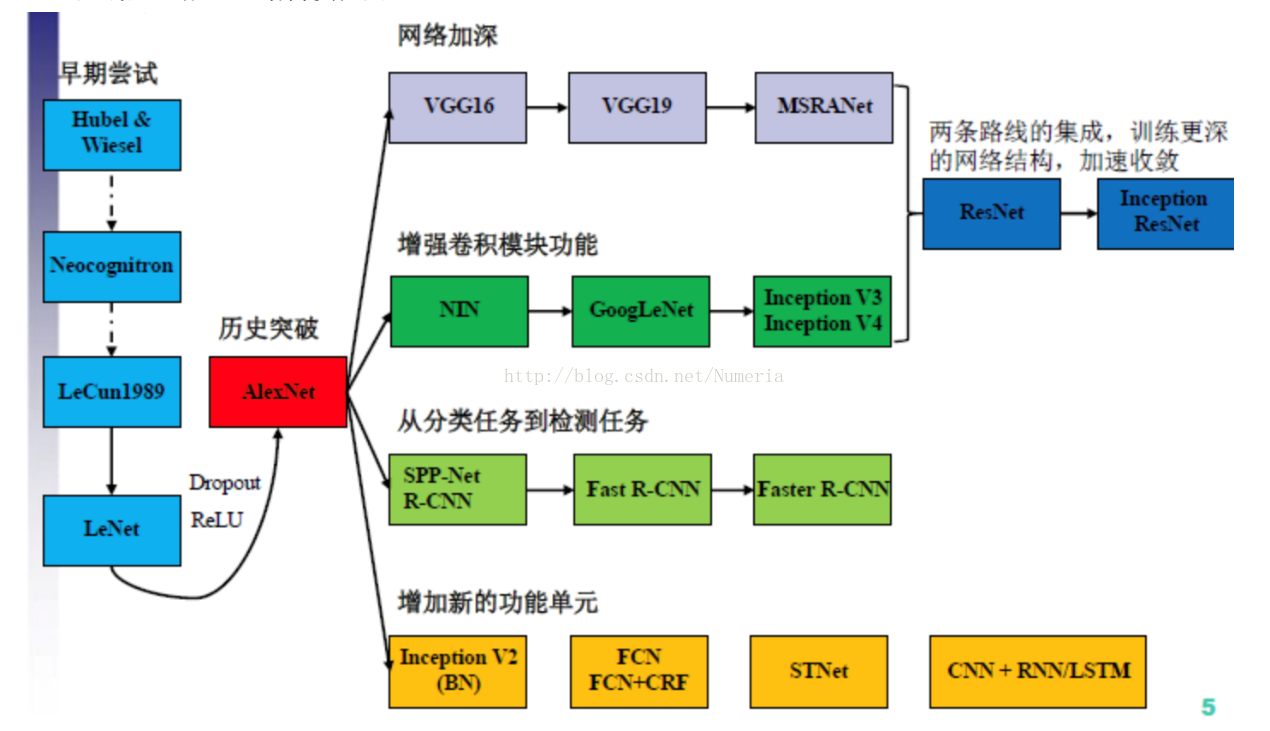 早期尝试
Hubel &
Wiesel
Neocognitron
LeCun1989
LeNet
Dropout
ReLU
历史突破
AlexNet
网络加深
VGG16
VGG19
MSRANet
增强卷积模块功能
NIN
GoogLeNet
Inception V3
Inception V4
两条路线的集成，训练更深
的网络结构，加速收敛
ResNet
Inception
ResNet
http://blog.csdn.net/Numeria
从分类任务到检测任务
SPP-Net
R-CNN
Fast R-CNN
Faster R-CNN
增加新的功能单元
Inception V2
(BN)
FCN
FCN+CRF
STNet
CNN + RNN/LSTM
5